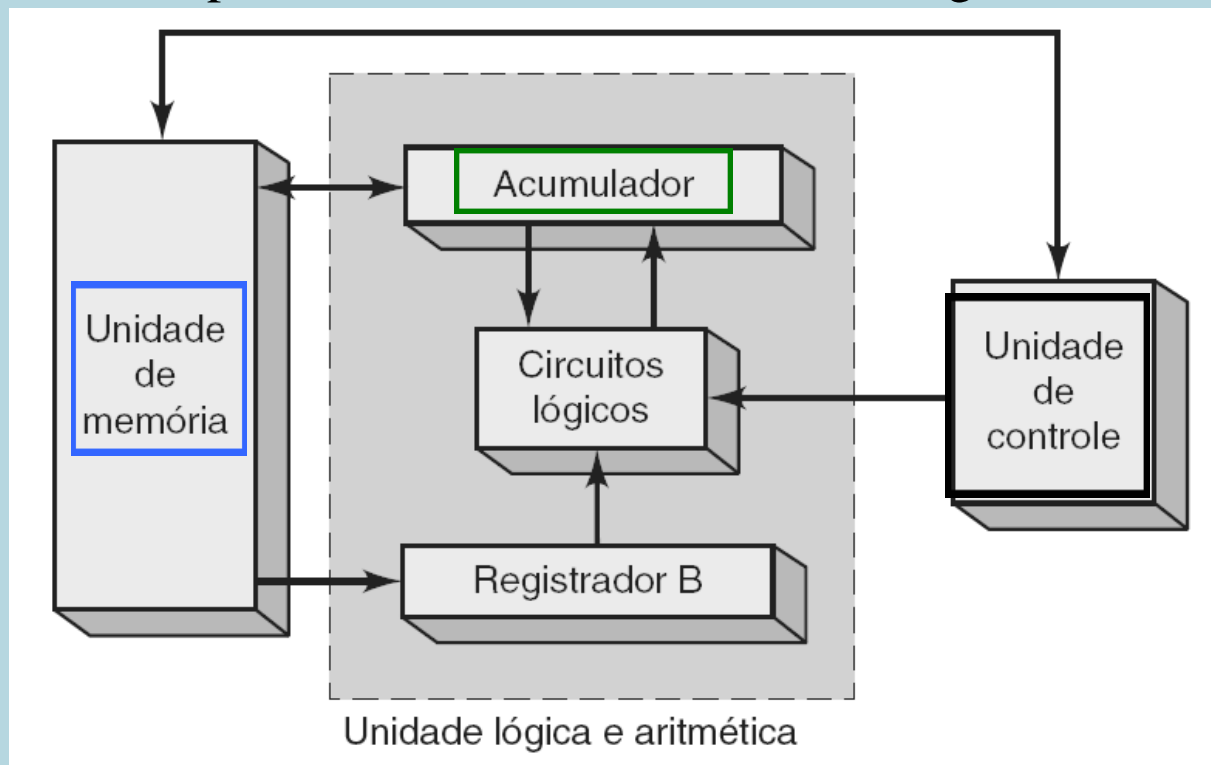 Acumulador
Unidade
de
memória
Circuitos
lógicos
Unidade
de
controle
Registrador B
Unidade lógica e aritmética